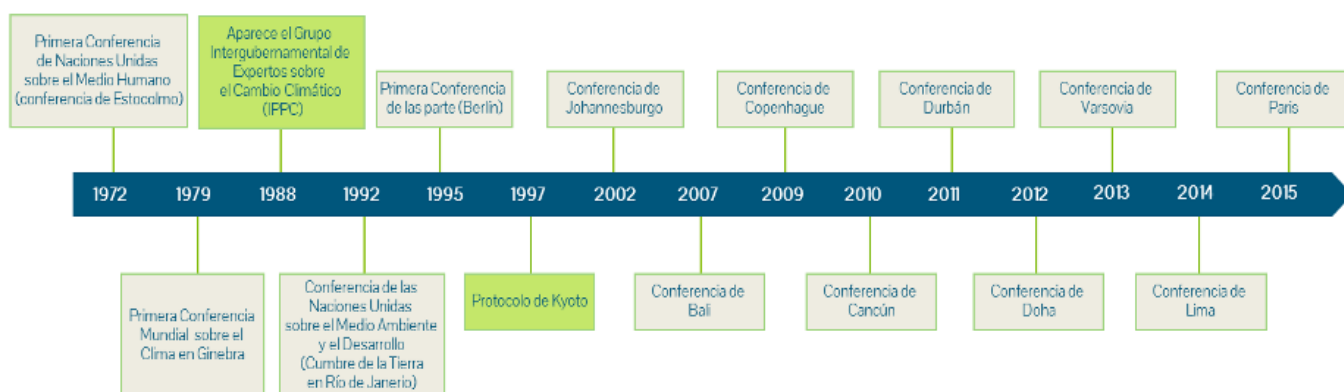 Primera Conferencia
de Naciones Unidas
sobre el Medio Humano
(conferencia de Estocolmo)
Aparece el Grupo
Intergubernamental de
Expertos sobre
el Cambio Climático
(IPPC)
Primera Conferencia
de las parte (Berlín)
Conferencia de
Johannesburgo
Conferencia de
Copenhague
Conferencia de
Durbán
Conferencia de
Varsovia
Conferencia de
Paris
1972 1979 1988 1992 1995 1997 2002 2007 2009 2010 2011 2012 2013 2014 2015
Primera Conferencia
Mundial sobre el
Clima en Ginebra
Conferencia de las
Naciones Unidas
sobre el Medio Ambiente
y el Desarrollo
(Cumbre de la Tierra
en Río de Janerio)
Protocolo de Kyoto
Conferencia de
Bali
Conferencia de
Cancún
Conferencia de
Doha
Conferencia de
Lima